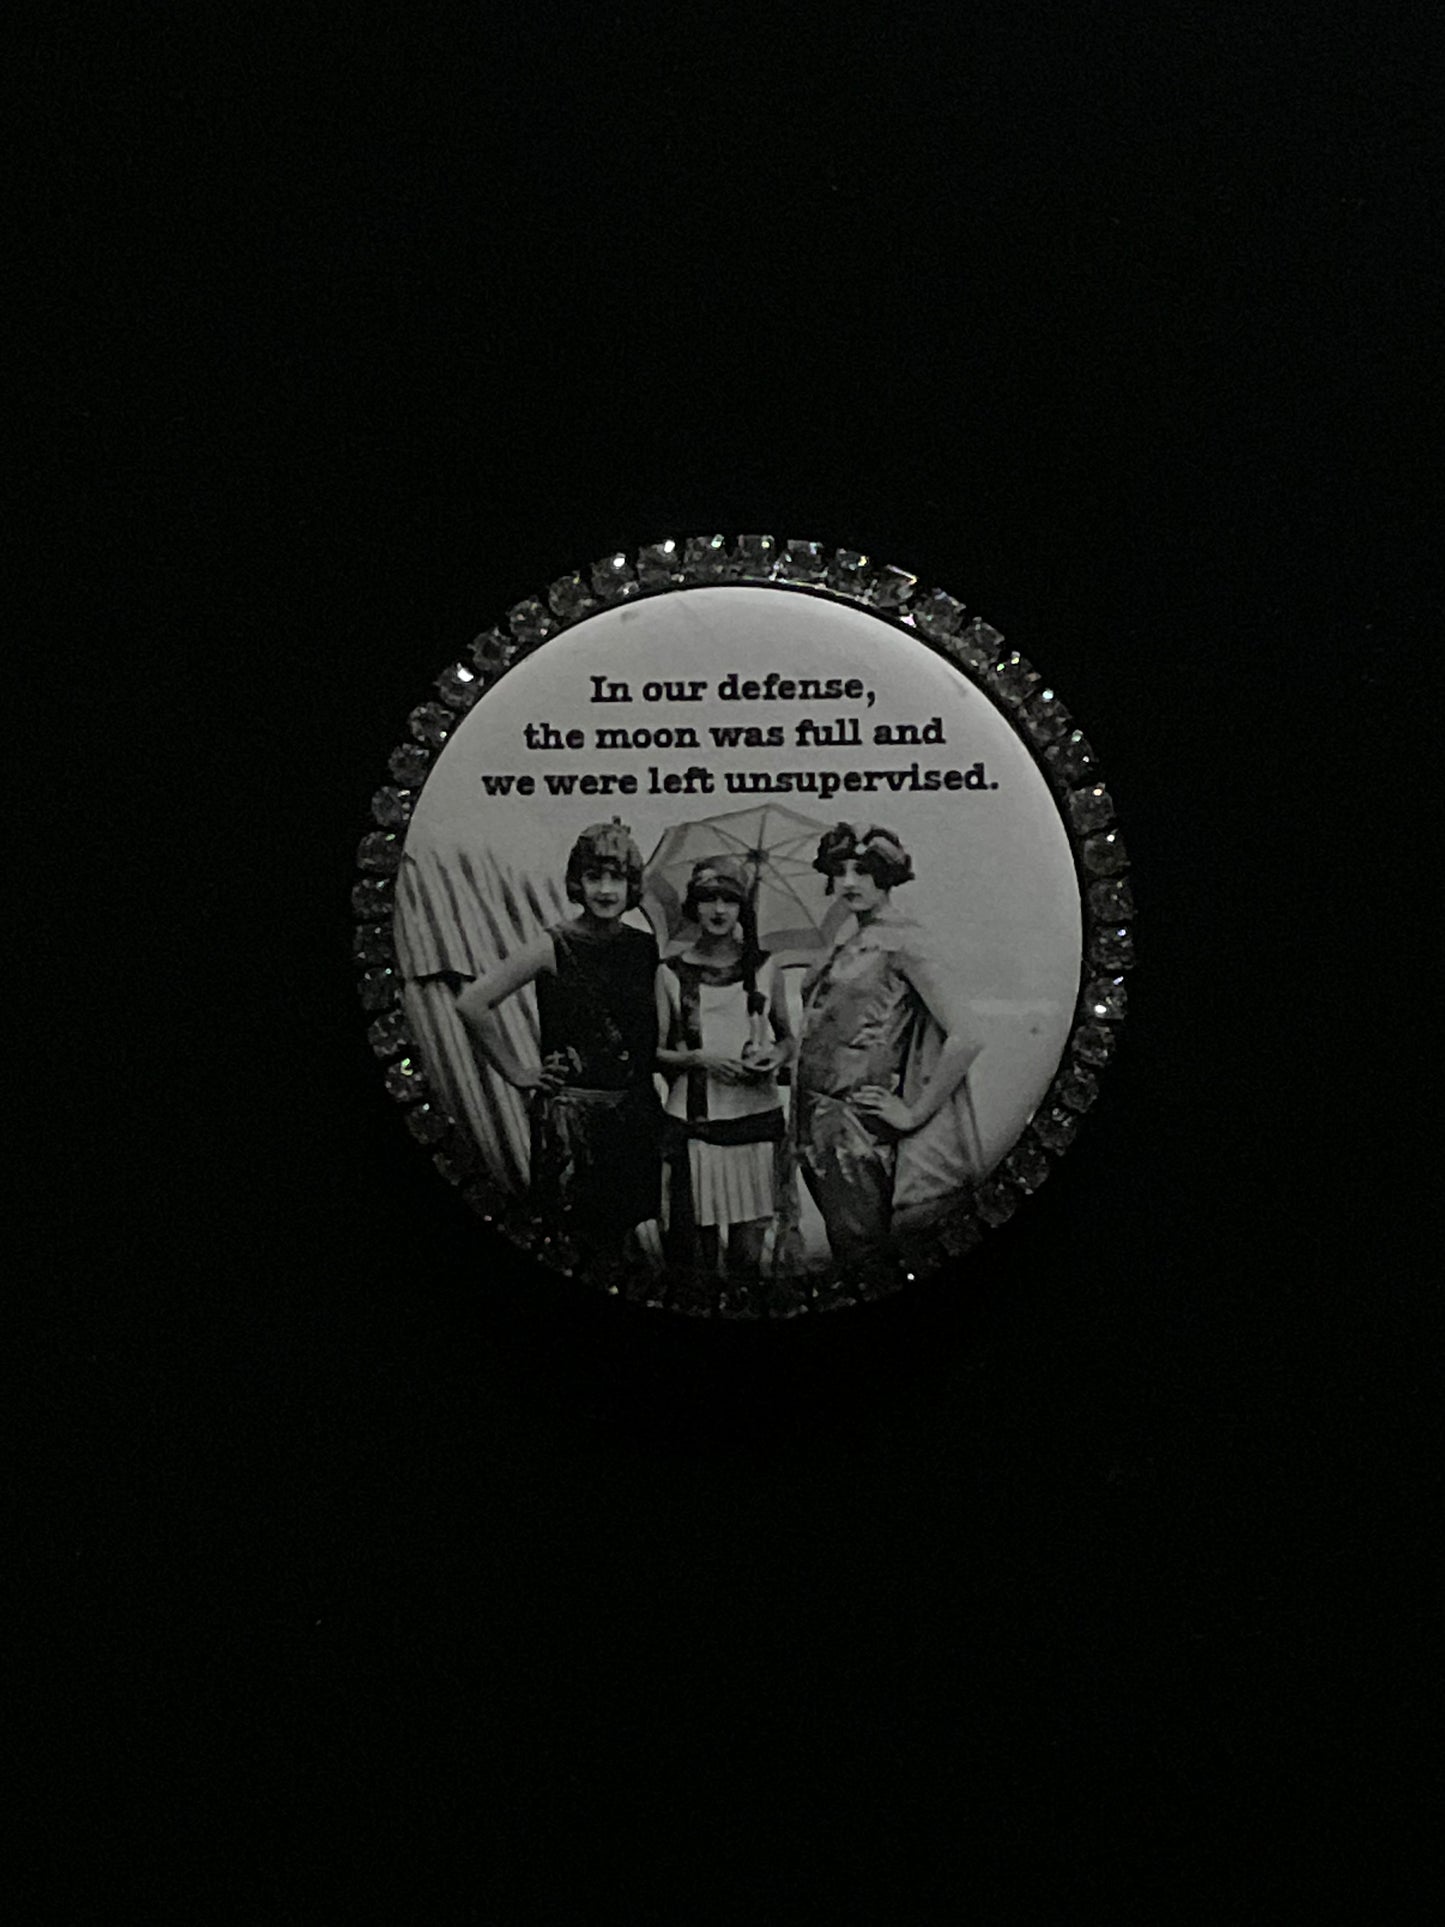 In our defense,
the moon was full and
we were left unsupervised.